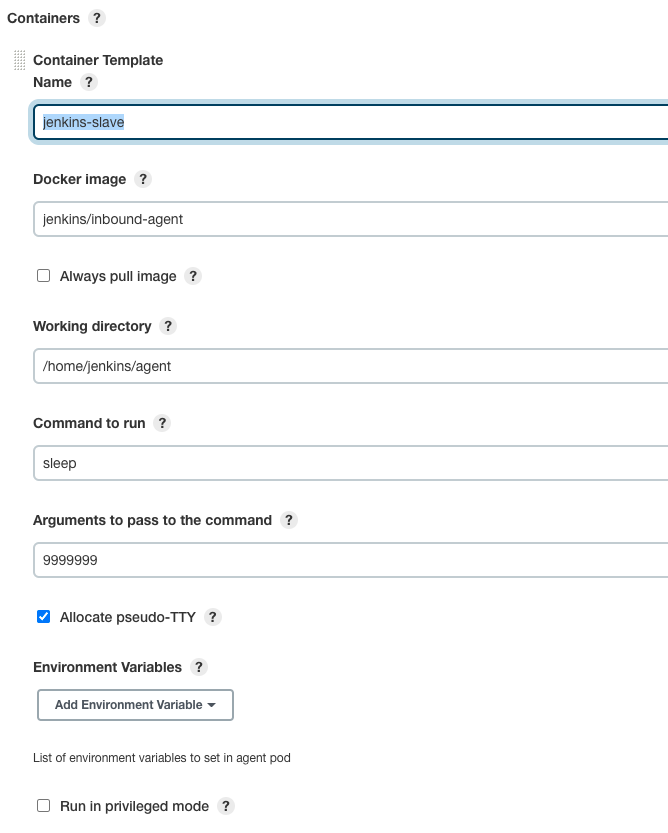 Containers ?
Container Template
Name ?
jenkins-slave
Docker image ?
jenkins/inbound-agent
Always pull image ?
Working directory ?
/home/jenkins/agent
Command to run ?
sleep
Arguments to pass to the command ?
9999999
Allocate pseudo-TTY ?
Environment Variables ?
Add Environment Variable
List of environment variables to set in agent pod
Run in privileged mode ?